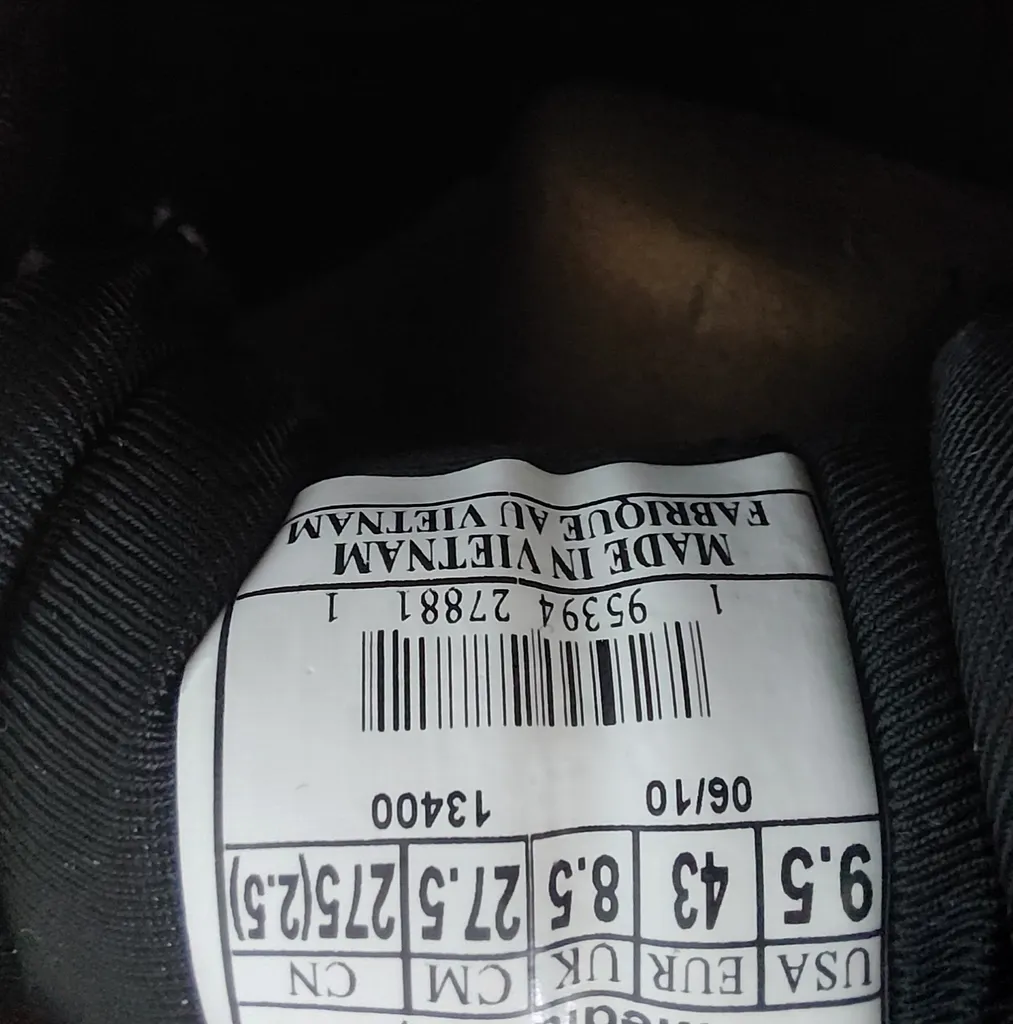 USA EUR UK CM CN
9.5 43 8.5 27.5 275(2.5)
06/10 13400
1 95394 27881 1
MADE IN VIETNAM
FABRIQUE AU VIETNAM